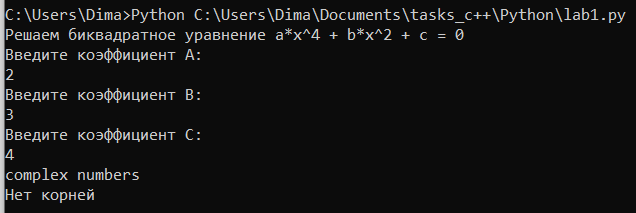 C:\Users\Dima>Python C:\Users\Dima\Documents\tasks_c++\Python\lab1.py
Решаем биквадратное уравнение a*x^4 + b*x^2 + c = 0
Введите коэффициент A:
2
Введите коэффициент B:
3
Введите коэффициент C:
4
complex numbers
Нет корней